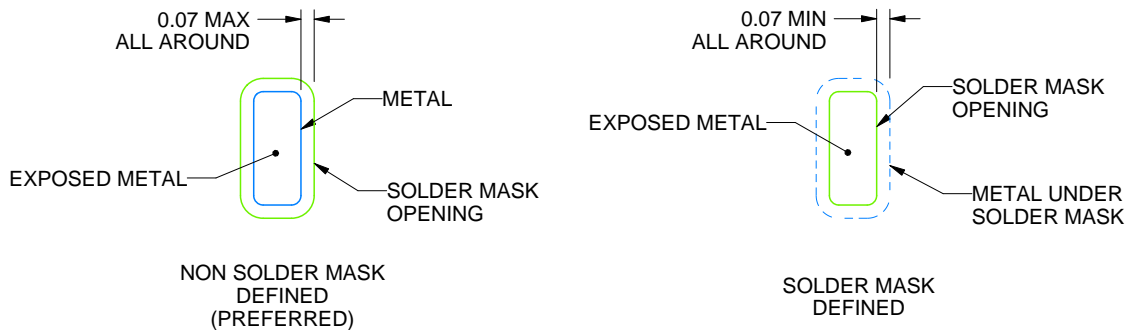 0.07 MAX
ALL AROUND
METAL
EXPOSED METAL
SOLDER MASK
OPENING
NON SOLDER MASK
DEFINED
(PREFERRED)
0.07 MIN
ALL AROUND
SOLDER MASK
OPENING
EXPOSED METAL
METAL UNDER
SOLDER MASK
SOLDER MASK
DEFINED